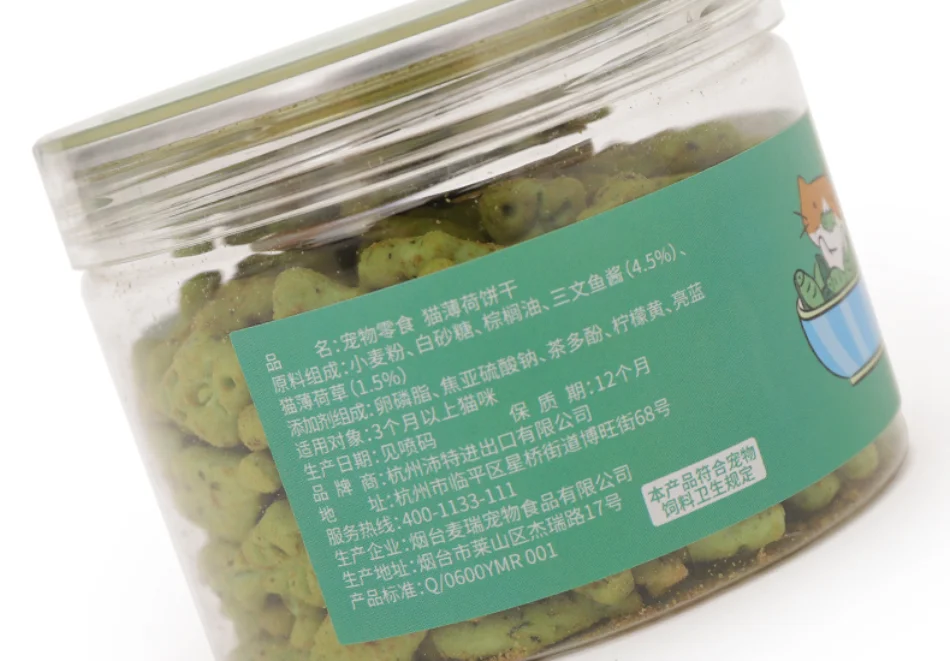 品 名:宠物零食 猫薄荷饼干
原料组成:小麦粉、白砂糖、棕榈油、三文鱼酱(4.5%)、
猫薄荷草(1.5%)
添加剂组成:卵磷脂、焦亚硫酸钠、茶多酚、柠檬黄、亮蓝
适用对象:3个月以上猫咪
生产日期:见喷码 保 质 期:12个月
品 牌 商:杭州沛特进出口有限公司
地 址:杭州市临平区星桥街道博旺街68号
服务热线:400-1133-111
生产企业:烟台麦瑞宠物食品有限公司
生产地址:烟台市莱山区杰瑞路17号
产品标准:Q/0600YMR 001
本产品符合宠物
饲料卫生规定